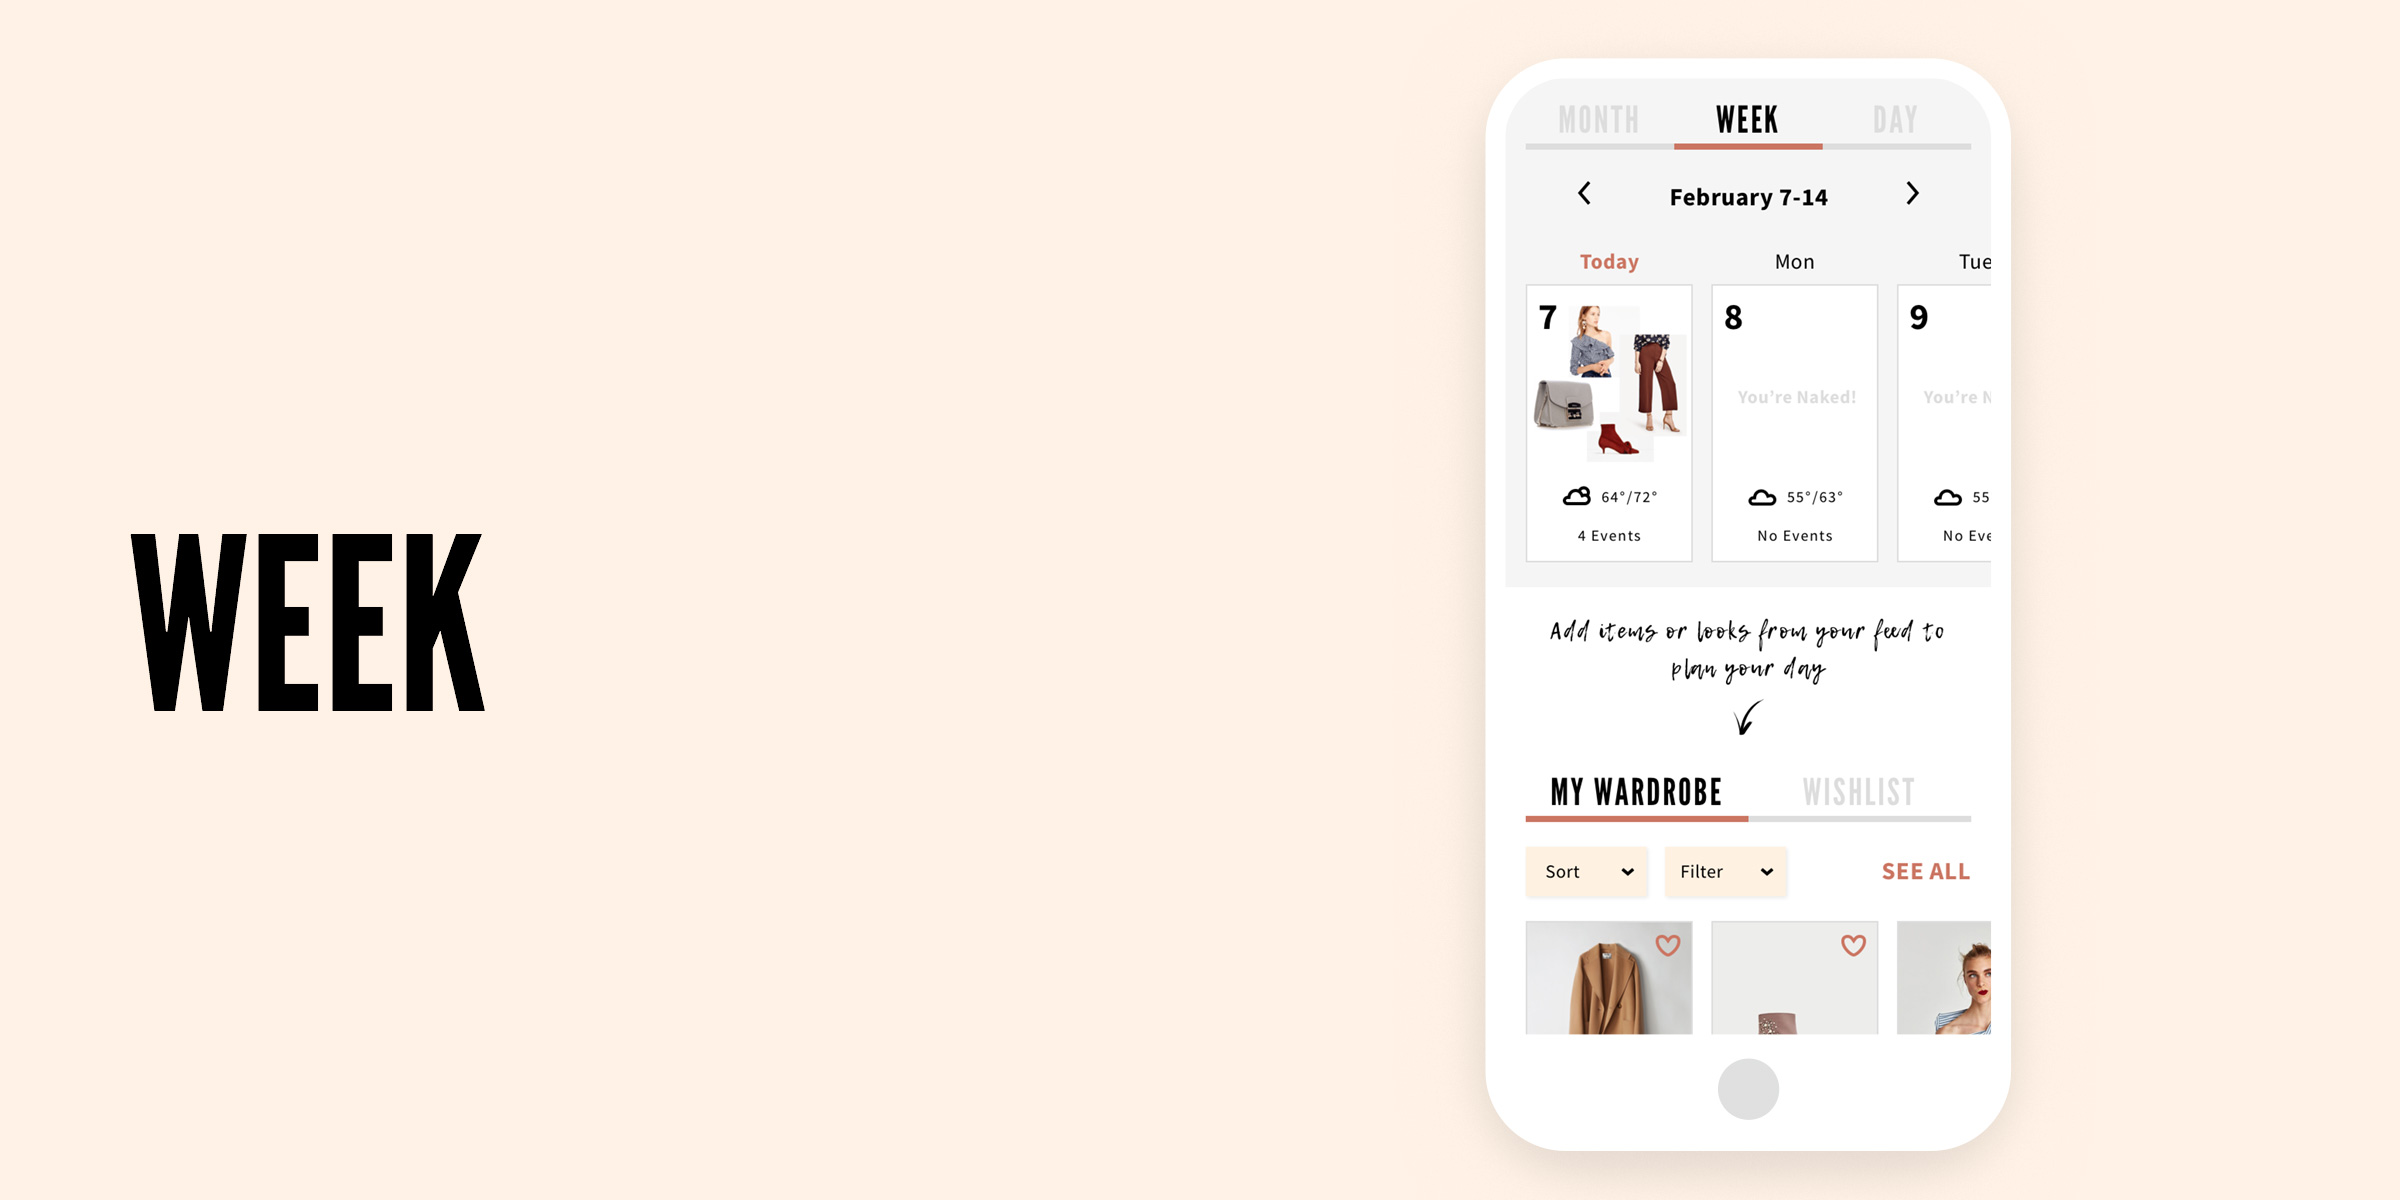 WEEK
MONTH WEEK DAY
February 7-14
Today Mon Tue
7 8 9
You're Naked! You're N
64°/72° 55°/63° 55
4 Events No Events No Eve
Add items or looks from your feed to
plan your day
MY WARDROBE WISHLIST
Sort Filter SEE ALL